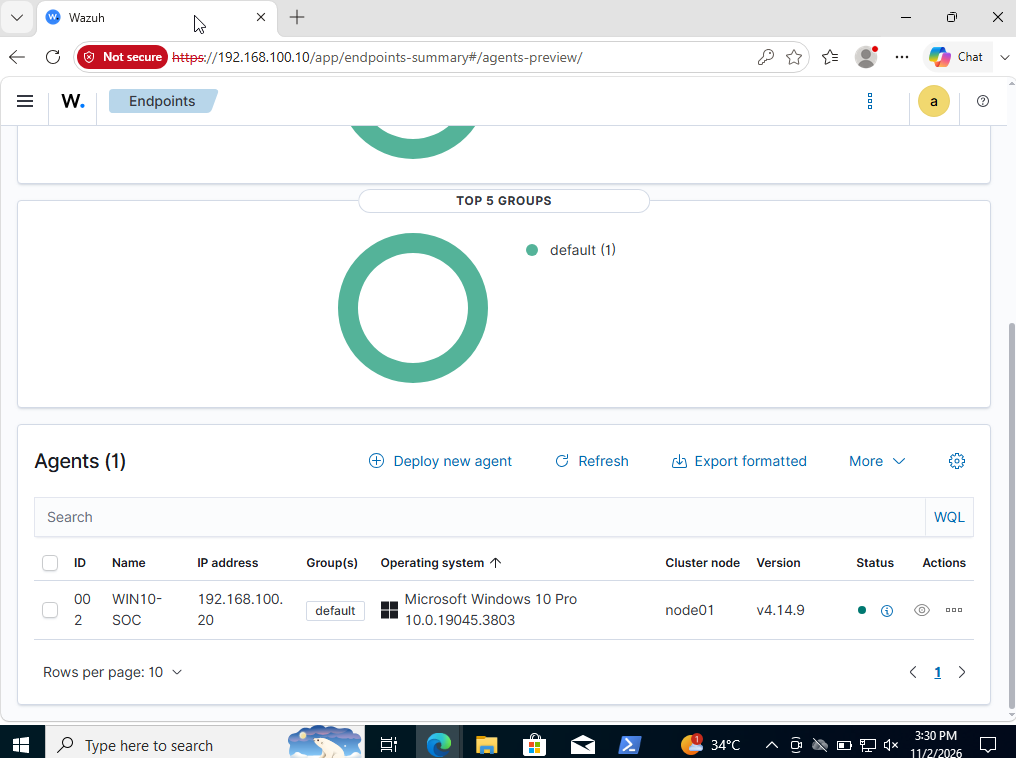 Wazuh
Not secure https://192.168.100.10/app/endpoints-summary#/agents-preview/ Chat
W. Endpoints a
TOP 5 GROUPS
default (1)
Agents (1) Deploy new agent Refresh Export formatted More
Search WQL
ID Name IP address Group(s) Operating system Cluster node Version Status Actions
00 WIN10- 192.168.100. default Microsoft Windows 10 Pro node01 v4.14.9
2 SOC 20 10.0.19045.3803
Rows per page: 10 1
Type here to search 1 34°C 3:30 PM
11/2/2026